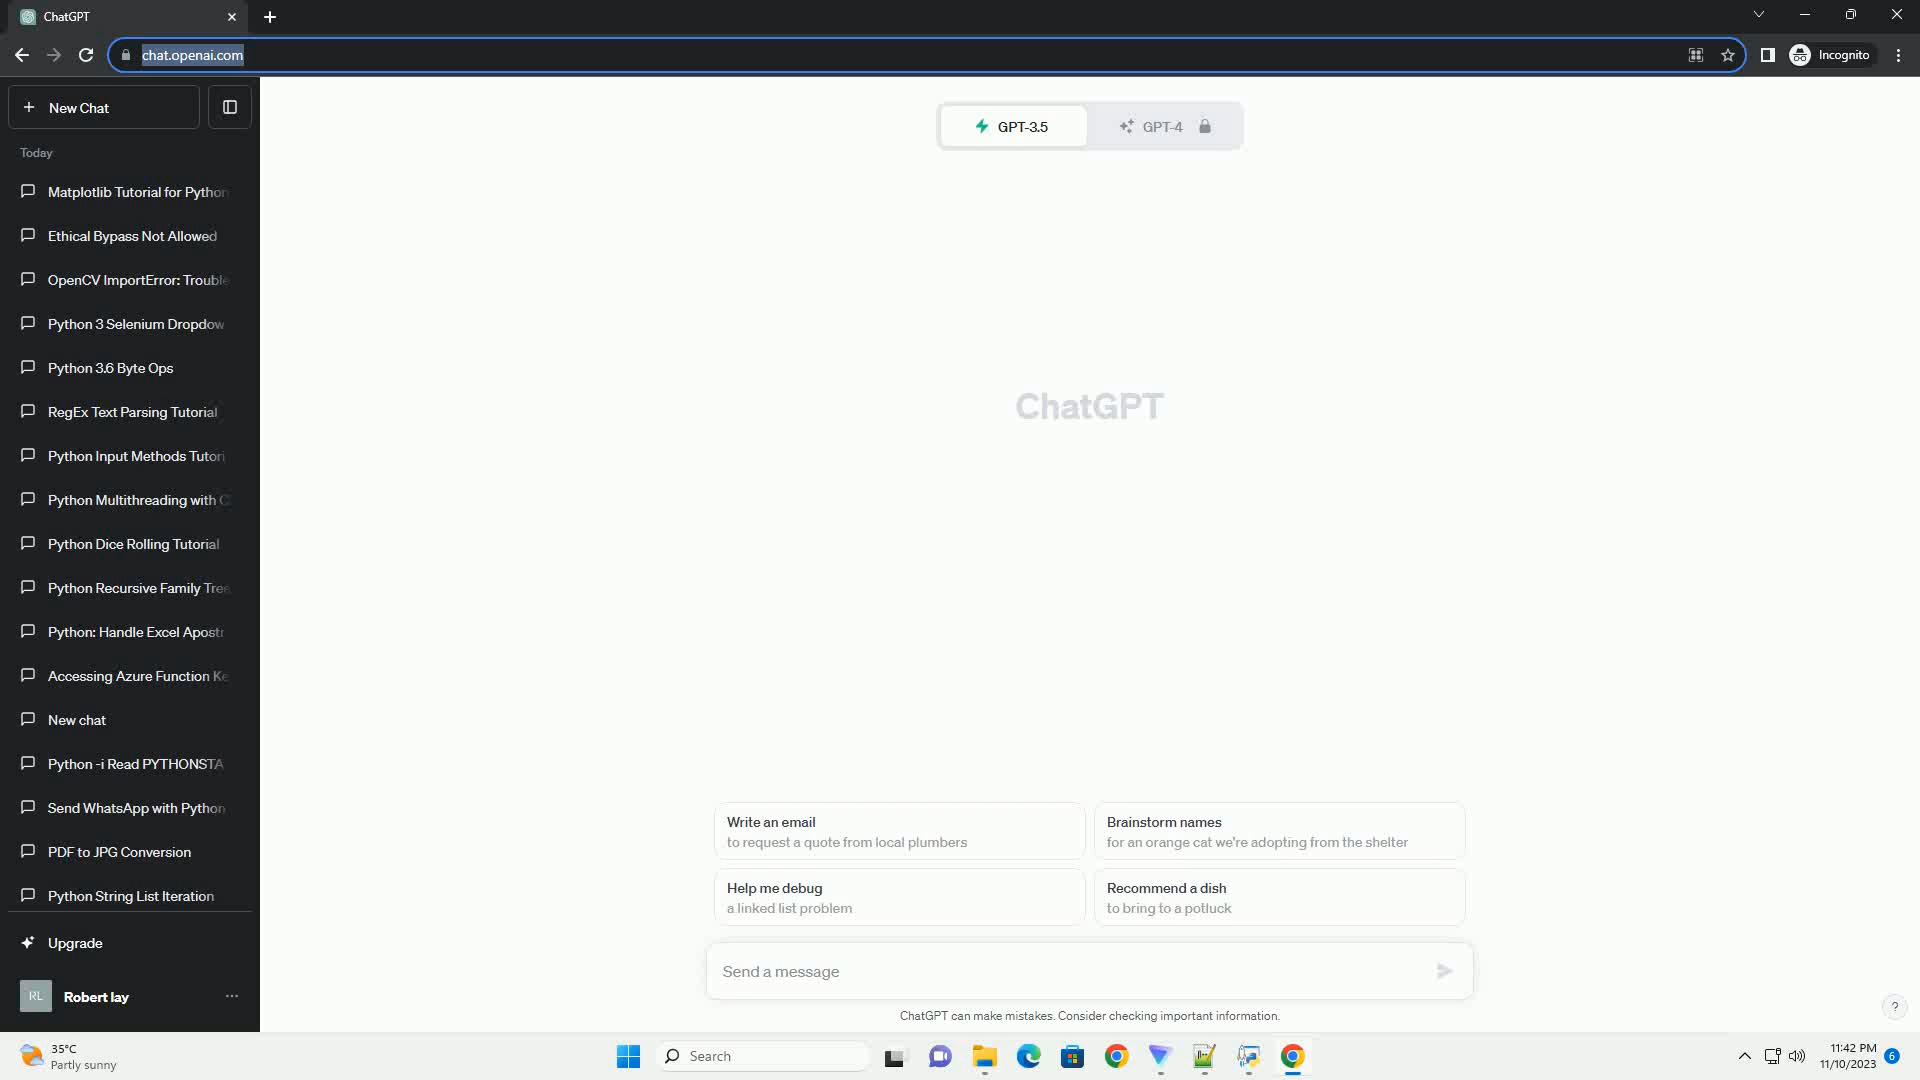 ChatGPT
chat.openai.com
Incognito
New Chat
GPT-3.5
GPT-4
Today
Matplotlib Tutorial for Python
Ethical Bypass Not Allowed
OpenCV ImportError: Trouble
Python 3 Selenium Dropdow
Python 3.6 Byte Ops
RegEx Text Parsing Tutorial
Python Input Methods Tutori
Python Multithreading with C
Python Dice Rolling Tutorial
Python Recursive Family Tree
Python: Handle Excel Apostr
Accessing Azure Function Ke
New chat
Python -i Read PYTHONSTA
Send WhatsApp with Python
PDF to JPG Conversion
Python String List Iteration
Upgrade
RL
Robert lay
ChatGPT
Write an email
to request a quote from local plumbers
Brainstorm names
for an orange cat we're adopting from the shelter
Help me debug
a linked list problem
Recommend a dish
to bring to a potluck
Send a message
ChatGPT can make mistakes. Consider checking important information.
?
35°C
Partly sunny
Search
11:42 PM
11/10/2023
6